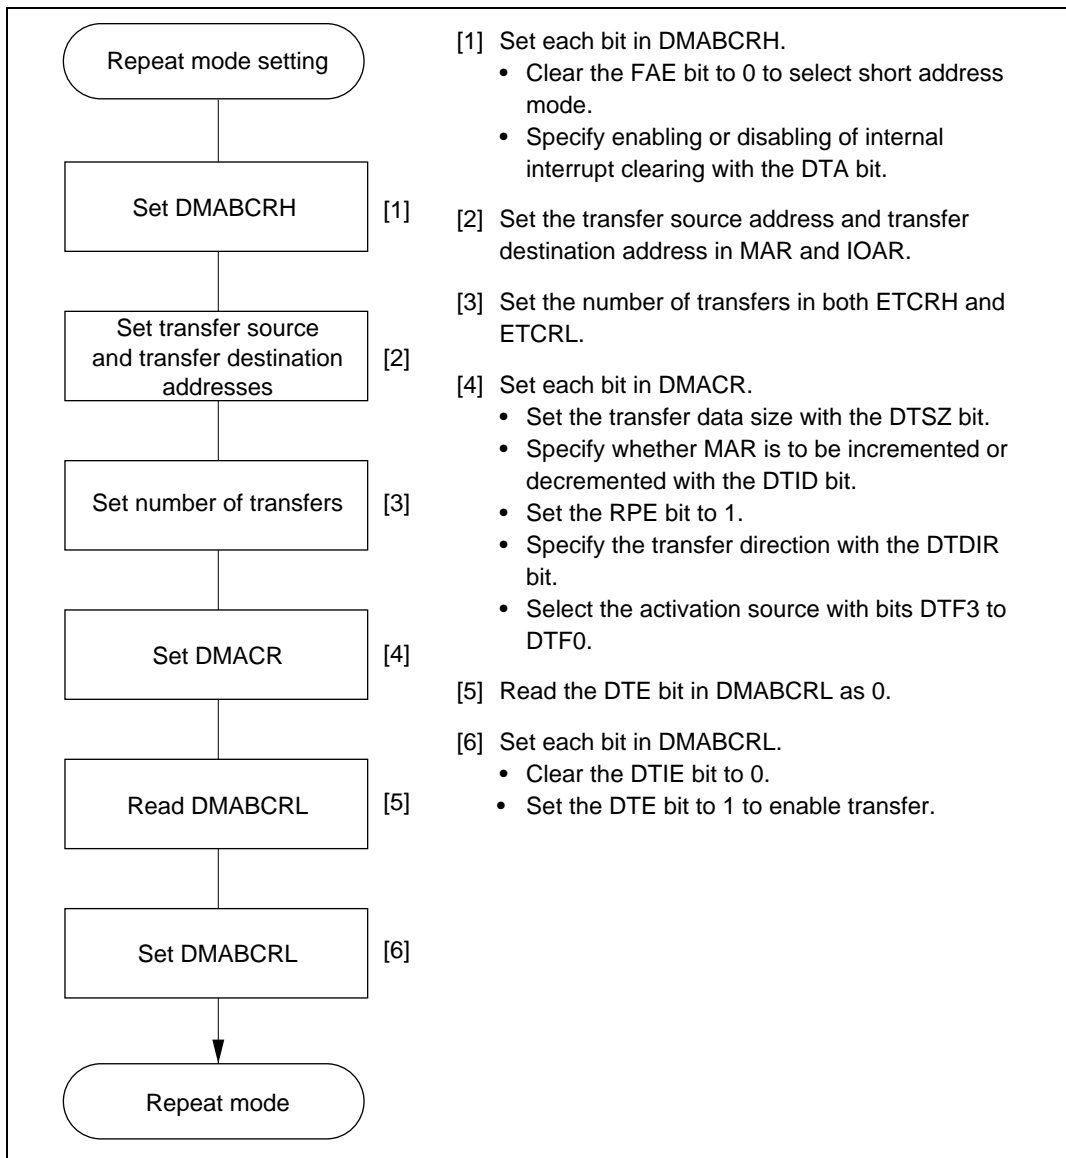 Repeat mode setting
Set DMABCRH
[1]
Set transfer source
and transfer destination
addresses
[2]
Set number of transfers
[3]
Set DMACR
[4]
Read DMABCRL
[5]
Set DMABCRL
[6]
Repeat mode
[1] Set each bit in DMABCRH.
• Clear the FAE bit to 0 to select short address
mode.
• Specify enabling or disabling of internal
interrupt clearing with the DTA bit.
[2] Set the transfer source address and transfer
destination address in MAR and IOAR.
[3] Set the number of transfers in both ETCRH and
ETCRL.
[4] Set each bit in DMACR.
• Set the transfer data size with the DTSZ bit.
• Specify whether MAR is to be incremented or
decremented with the DTID bit.
• Set the RPE bit to 1.
• Specify the transfer direction with the DTDIR
bit.
• Select the activation source with bits DTF3 to
DTF0.
[5] Read the DTE bit in DMABCRL as 0.
[6] Set each bit in DMABCRL.
• Clear the DTIE bit to 0.
• Set the DTE bit to 1 to enable transfer.